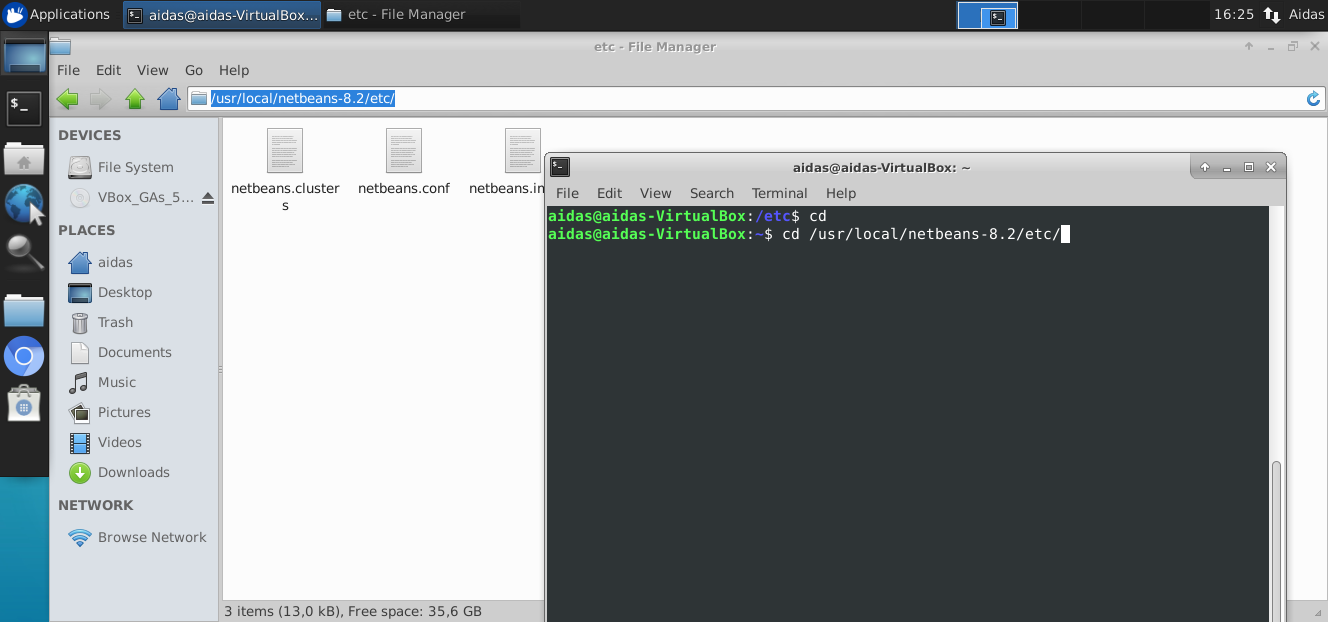 Applications
aidas@aidas-VirtualBox...
etc - File Manager
16:25
Aidas
etc - File Manager
File Edit View Go Help
/usr/local/netbeans-8.2/etc/
DEVICES
File System
VBox_GAs_5...
PLACES
aidas
Desktop
Trash
Documents
Music
Pictures
Videos
Downloads
NETWORK
Browse Network
netbeans.cluster
s
netbeans.conf
netbeans.in
3 items (13,0 kB), Free space: 35,6 GB
aidas@aidas-VirtualBox: ~
File Edit View Search Terminal Help
aidas@aidas-VirtualBox:/etc$ cd
aidas@aidas-VirtualBox:~$ cd /usr/local/netbeans-8.2/etc/